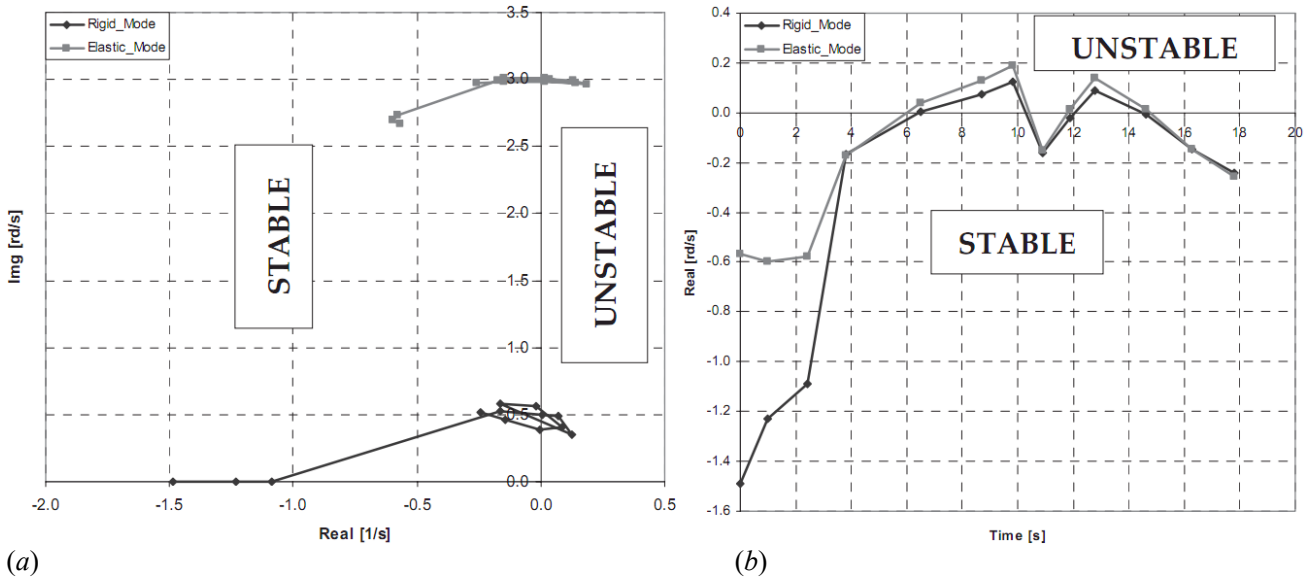 Rigid_Mode
Elastic_Mode
3.5
3.0
2.5
2.0
1.5
1.0
0.5
0.0
STABLE
UNSTABLE
Img [rd/s]
-2.0 -1.5 -1.0 -0.5 0.0 0.5
Real [1/s]
(a)
Rigid_Mode
Elastic_Mode
UNSTABLE
0.4
0.2
0.0
-0.2
-0.4
-0.6
-0.8
-1.0
-1.2
-1.4
-1.6
0 2 4 6 8 10 12 14 16 18 20
STABLE
Real [rd/s]
Time [s]
(b)